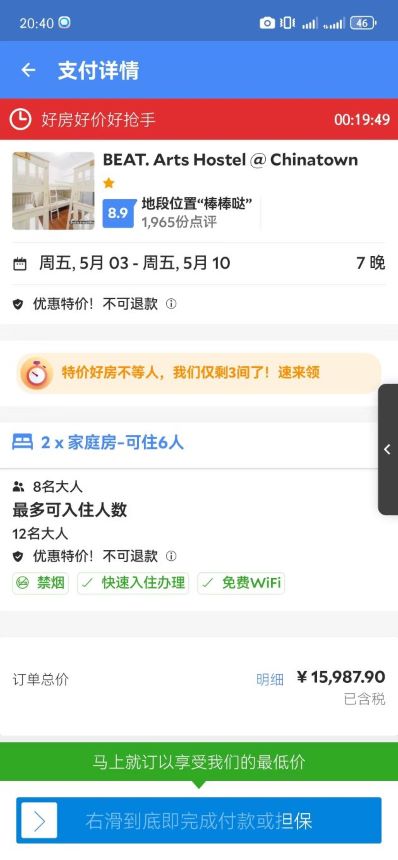 20:40
46
支付详情
好房好价好抢手
00:19:49
BEAT. Arts Hostel @ Chinatown
8.9
地段位置“棒棒哒”
1,965份点评
周五, 5月 03 - 周五, 5月 10
7 晚
优惠特价！不可退款
特价好房不等人，我们仅剩3间了！速来领
2 x 家庭房-可住6人
8名大人
最多可入住人数
12名大人
优惠特价！不可退款
禁烟
快速入住办理
免费WiFi
订单总价
明细
¥ 15,987.90
已含税
马上就订以享受我们的最低价
右滑到底即完成付款或担保